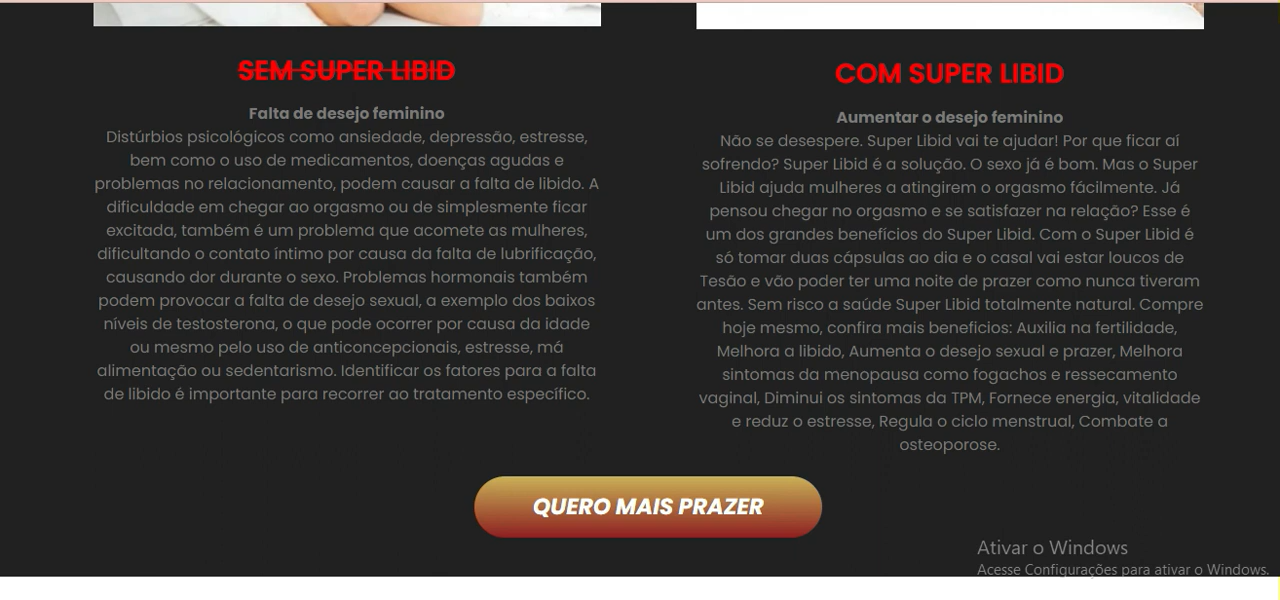 SEM SUPER LIBID
Falta de desejo feminino
Distúrbios psicológicos como ansiedade, depressão, estresse,
bem como o uso de medicamentos, doenças agudas e
problemas no relacionamento, podem causar a falta de libido. A
dificuldade em chegar ao orgasmo ou de simplesmente ficar
excitada, também é um problema que acomete as mulheres,
dificultando o contato íntimo por causa da falta de lubrificação,
causando dor durante o sexo. Problemas hormonais também
podem provocar a falta de desejo sexual, a exemplo dos baixos
níveis de testosterona, o que pode ocorrer por causa da idade
ou mesmo pelo uso de anticoncepcionais, estresse, má
alimentação ou sedentarismo. Identificar os fatores para a falta
de libido é importante para recorrer ao tratamento específico.
COM SUPER LIBID
Aumentar o desejo feminino
Não se desespere. Super Libid vai te ajudar! Por que ficar aí
sofrendo? Super Libid é a solução. O sexo já é bom. Mas o Super
Libid ajuda mulheres a atingirem o orgasmo fácilmente. Já
pensou chegar no orgasmo e se satisfazer na relação? Esse é
um dos grandes benefícios do Super Libid. Com o Super Libid é
só tomar duas cápsulas ao dia e o casal vai estar loucos de
Tesão e vão poder ter uma noite de prazer como nunca tiveram
antes. Sem risco a saúde Super Libid totalmente natural. Compre
hoje mesmo, confira mais beneficios: Auxilia na fertilidade,
Melhora a libido, Aumenta o desejo sexual e prazer, Melhora
sintomas da menopausa como fogachos e ressecamento
vaginal, Diminui os sintomas da TPM, Fornece energia, vitalidade
e reduz o estresse, Regula o ciclo menstrual, Combate a
osteoporose.
QUERO MAIS PRAZER
Ativar o Windows
Acesse Configurações para ativar o Windows.